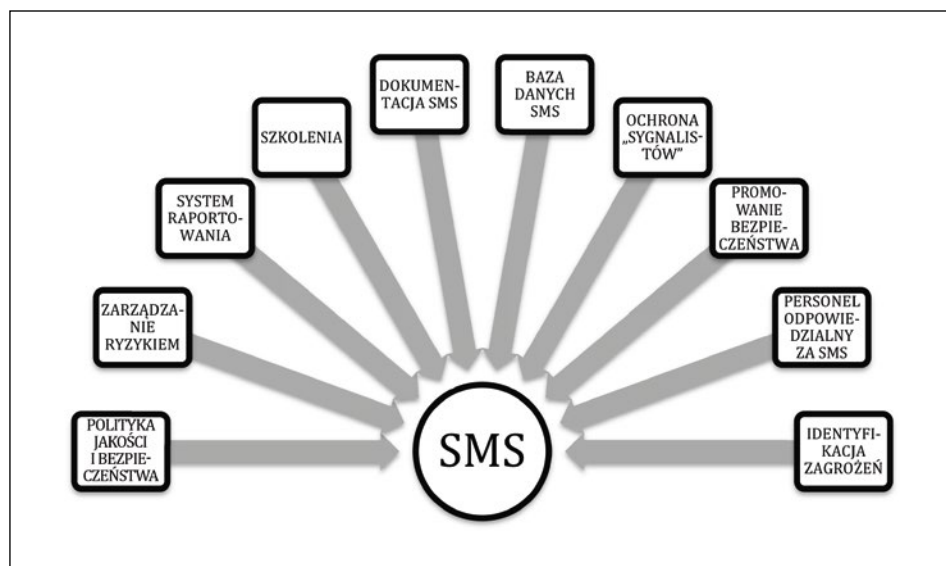 DOKUMEN-
TACJA SMS
BAZA
DANYCH
SMS
SZKOLENIA
OCHRONA
„SYGNALIS-
TÓW”
SYSTEM
RAPORTO-
WANIA
PROMO-
WANIE
BEZPIE-
CZEŃSTWA
ZARZĄDZA-
NIE
RYZYKIEM
PERSONEL
ODPOWIE-
DZIALNY
ZA SMS
POLITYKA
JAKOŚCI
I BEZPIE-
CZEŃSTWA
SMS
IDENTYFI-
KACJA
ZAGROŻEŃ